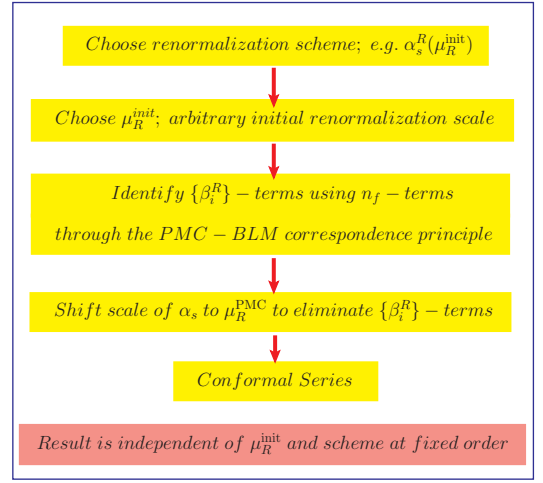 Choose renormalization scheme; e.g. α_s^R(μ_R^init)
Choose μ_R^init; arbitrary initial renormalization scale
Identify {β_i^R} − terms using n_f − terms
through the PMC − BLM correspondence principle
Shift scale of α_s to μ_R^PMC to eliminate {β_i^R} − terms
Conformal Series
Result is independent of μ_R^init and scheme at fixed order